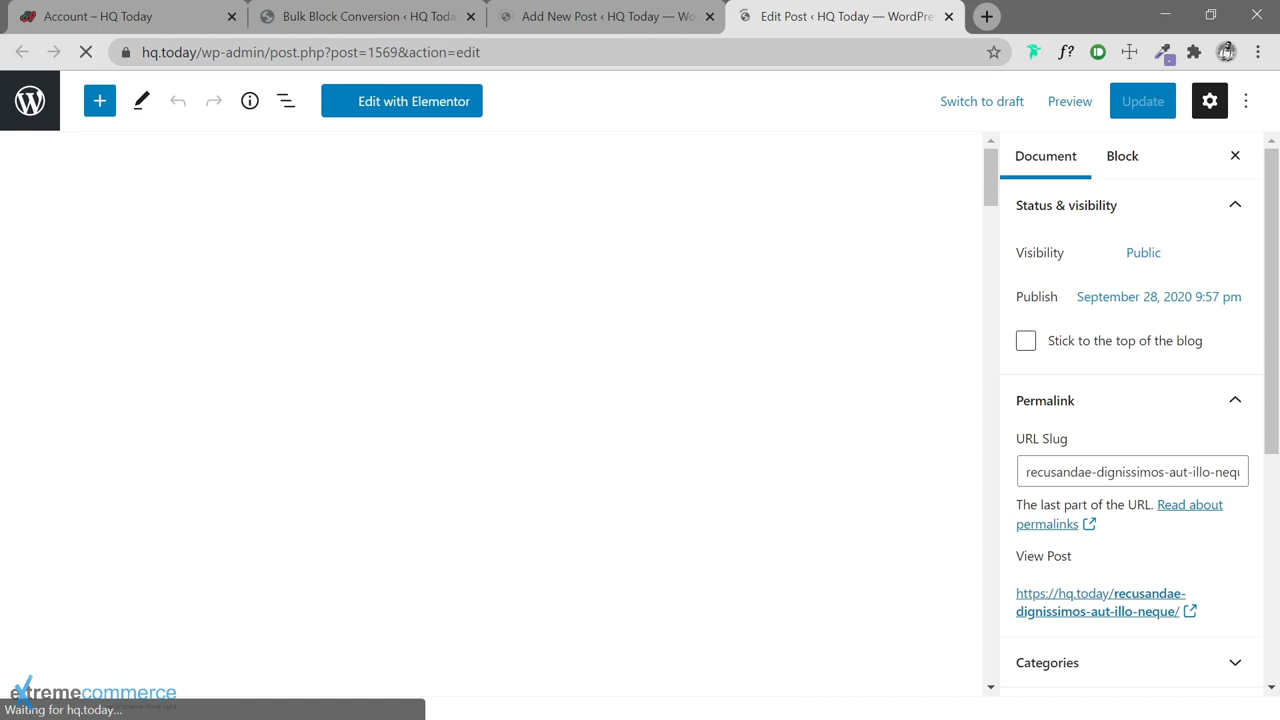 Account – HQ Today
Bulk Block Conversion ‹ HQ Today
Add New Post ‹ HQ Today — Wo
Edit Post ‹ HQ Today — WordPre
hq.today/wp-admin/post.php?post=1569&action=edit
f?
Edit with Elementor
Switch to draft
Preview
Update
Document
Block
Status & visibility
Visibility
Public
Publish
September 28, 2020 9:57 pm
Stick to the top of the blog
Permalink
URL Slug
recusandae-dignissimos-aut-illo-nequ
The last part of the URL. Read about
permalinks
View Post
https://hq.today/recusandae-
dignissimos-aut-illo-neque/
Categories
extremecommerce
Waiting for hq.today...